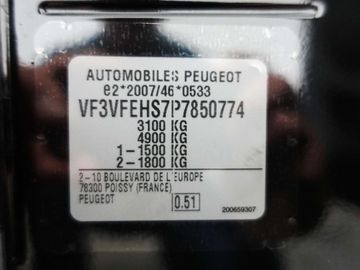 AUTOMOBILES PEUGEOT
e2*2007/46*0533
VF3VFEHS7P7850774
3100 KG
4900 KG
1-1500 KG
2-1800 KG
2-10 BOULEVARD DE L'EUROPE
78300 POISSY (FRANCE)
PEUGEOT 0.51
200659307